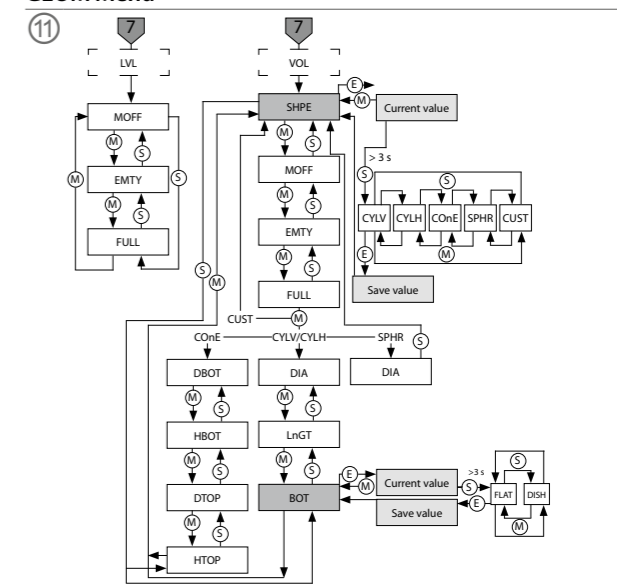 11
7
7
LVL
VOL
E
MOFF
SHPE
M
Current value
M
S
M
S
> 3 s
MOFF
S
S
M
EMTY
S
M
S
CYLV
CYLH
COnE
SPHR
CUST
M
S
EMTY
E
M
FULL
S
M
M
S
Save value
FULL
CUST
M
COnE
CYLV/CYLH
SPHR
S
DBOT
DIA
DIA
M
S
M
S
HBOT
LnGT
M
S
M
S
E
>3 s
S
DTOP
BOT
M
Current value
S
FLAT
DISH
Save value
E
M
S
M
HTOP